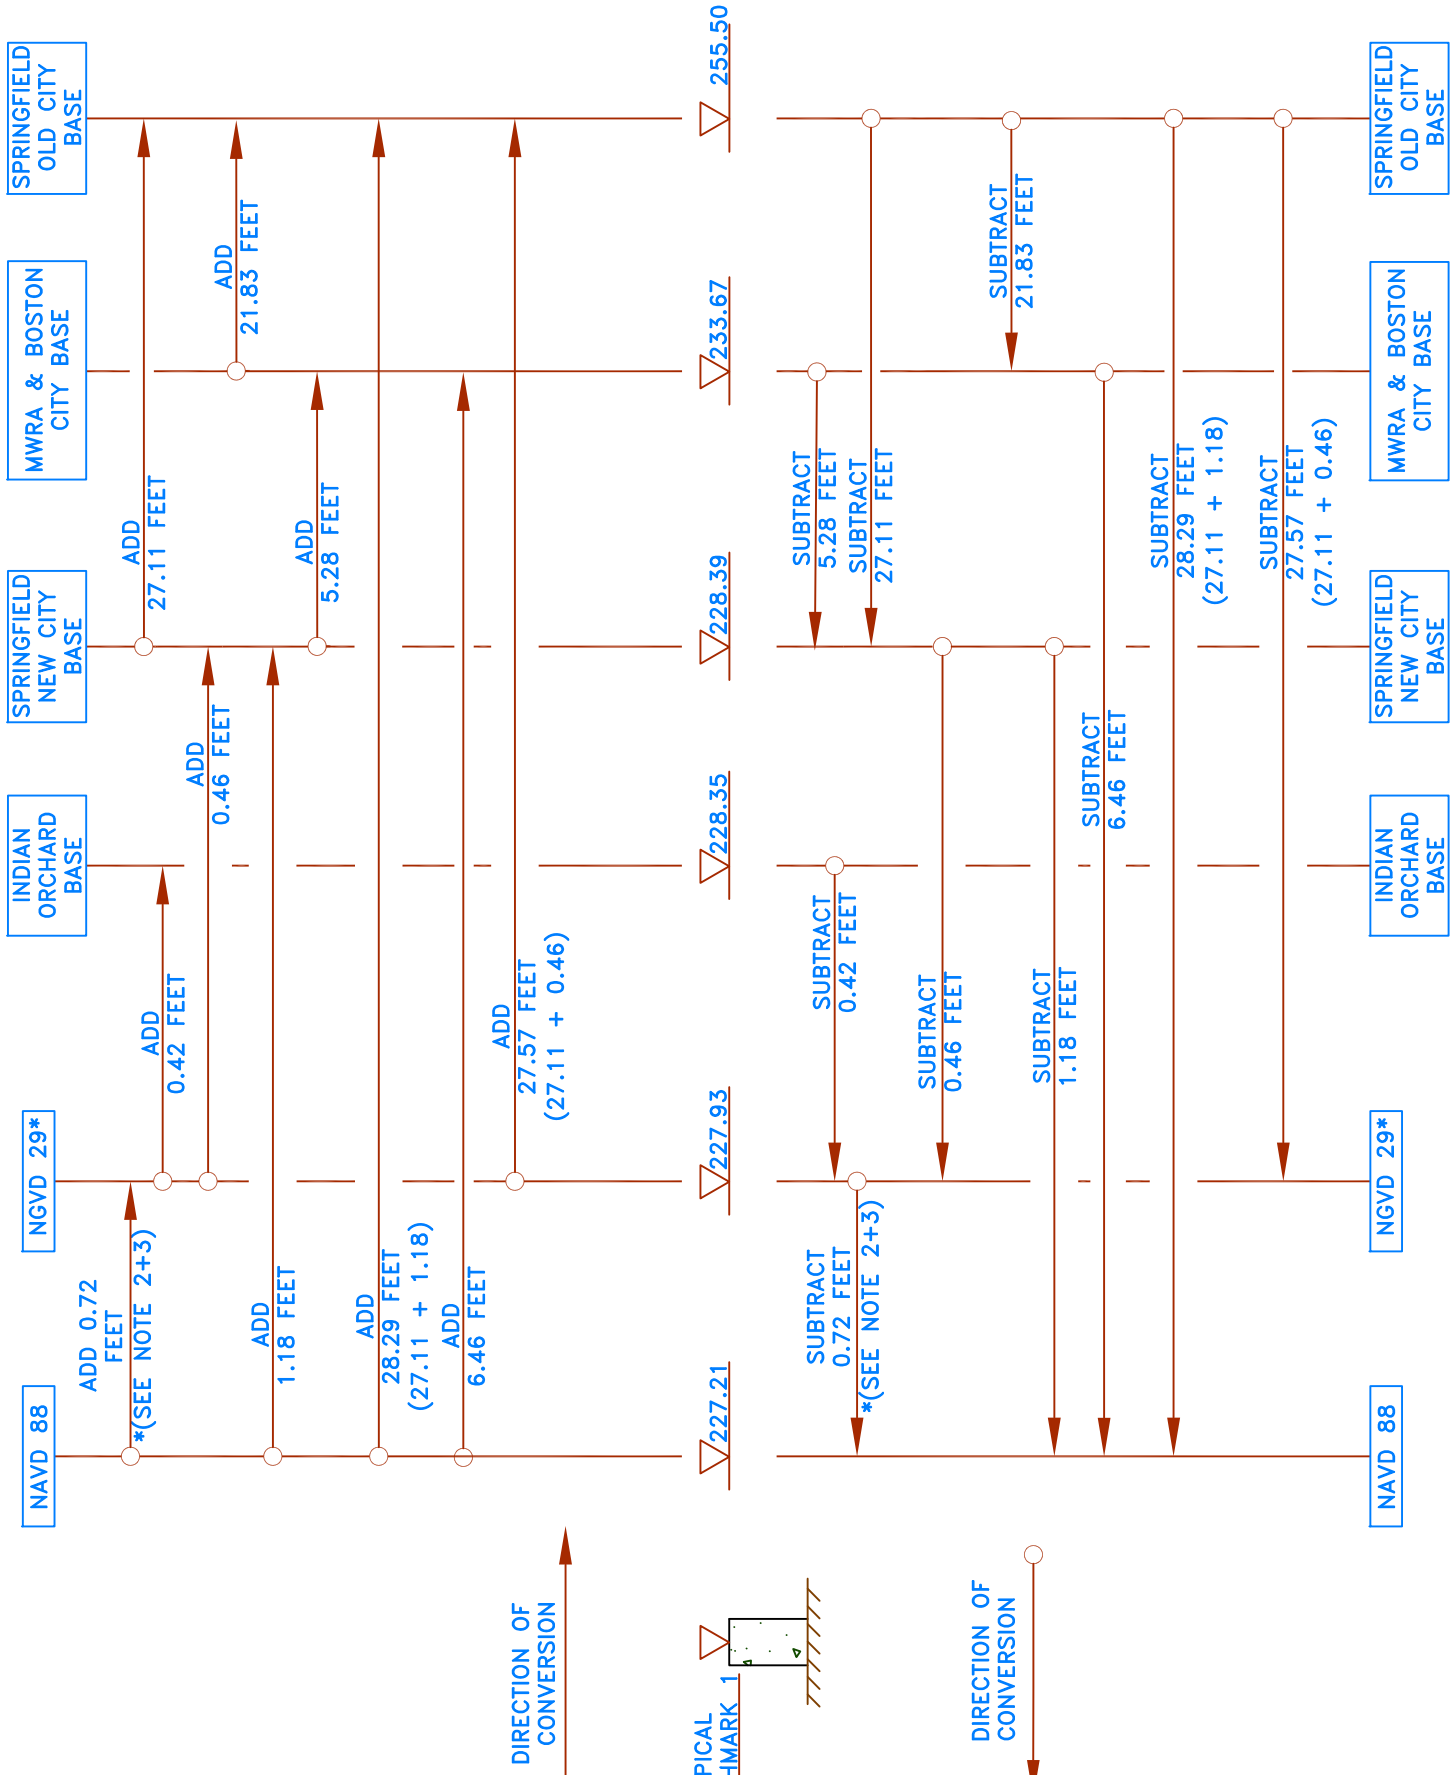 NAVD 88
NGVD 29*
INDIAN
ORCHARD
BASE
SPRINGFIELD
NEW CITY
BASE
MWRA & BOSTON
CITY BASE
SPRINGFIELD
OLD CITY
BASE
ADD 0.72
FEET
*(SEE NOTE 2+3)
ADD
0.42 FEET
ADD
0.46 FEET
ADD
27.11 FEET
ADD
21.83 FEET
ADD
1.18 FEET
ADD
5.28 FEET
ADD
28.29 FEET
(27.11 + 1.18)
ADD
6.46 FEET
ADD
27.57 FEET
(27.11 + 0.46)
DIRECTION OF
CONVERSION
PICAL
HMARK 1
227.21
227.93
228.35
228.39
233.67
255.50
SUBTRACT
0.72 FEET
*(SEE NOTE 2+3)
SUBTRACT
0.42 FEET
SUBTRACT
5.28 FEET
SUBTRACT
27.11 FEET
SUBTRACT
0.46 FEET
SUBTRACT
21.83 FEET
SUBTRACT
1.18 FEET
SUBTRACT
6.46 FEET
SUBTRACT
28.29 FEET
(27.11 + 1.18)
SUBTRACT
27.57 FEET
(27.11 + 0.46)
DIRECTION OF
CONVERSION
NAVD 88
NGVD 29*
INDIAN
ORCHARD
BASE
SPRINGFIELD
NEW CITY
BASE
MWRA & BOSTON
CITY BASE
SPRINGFIELD
OLD CITY
BASE